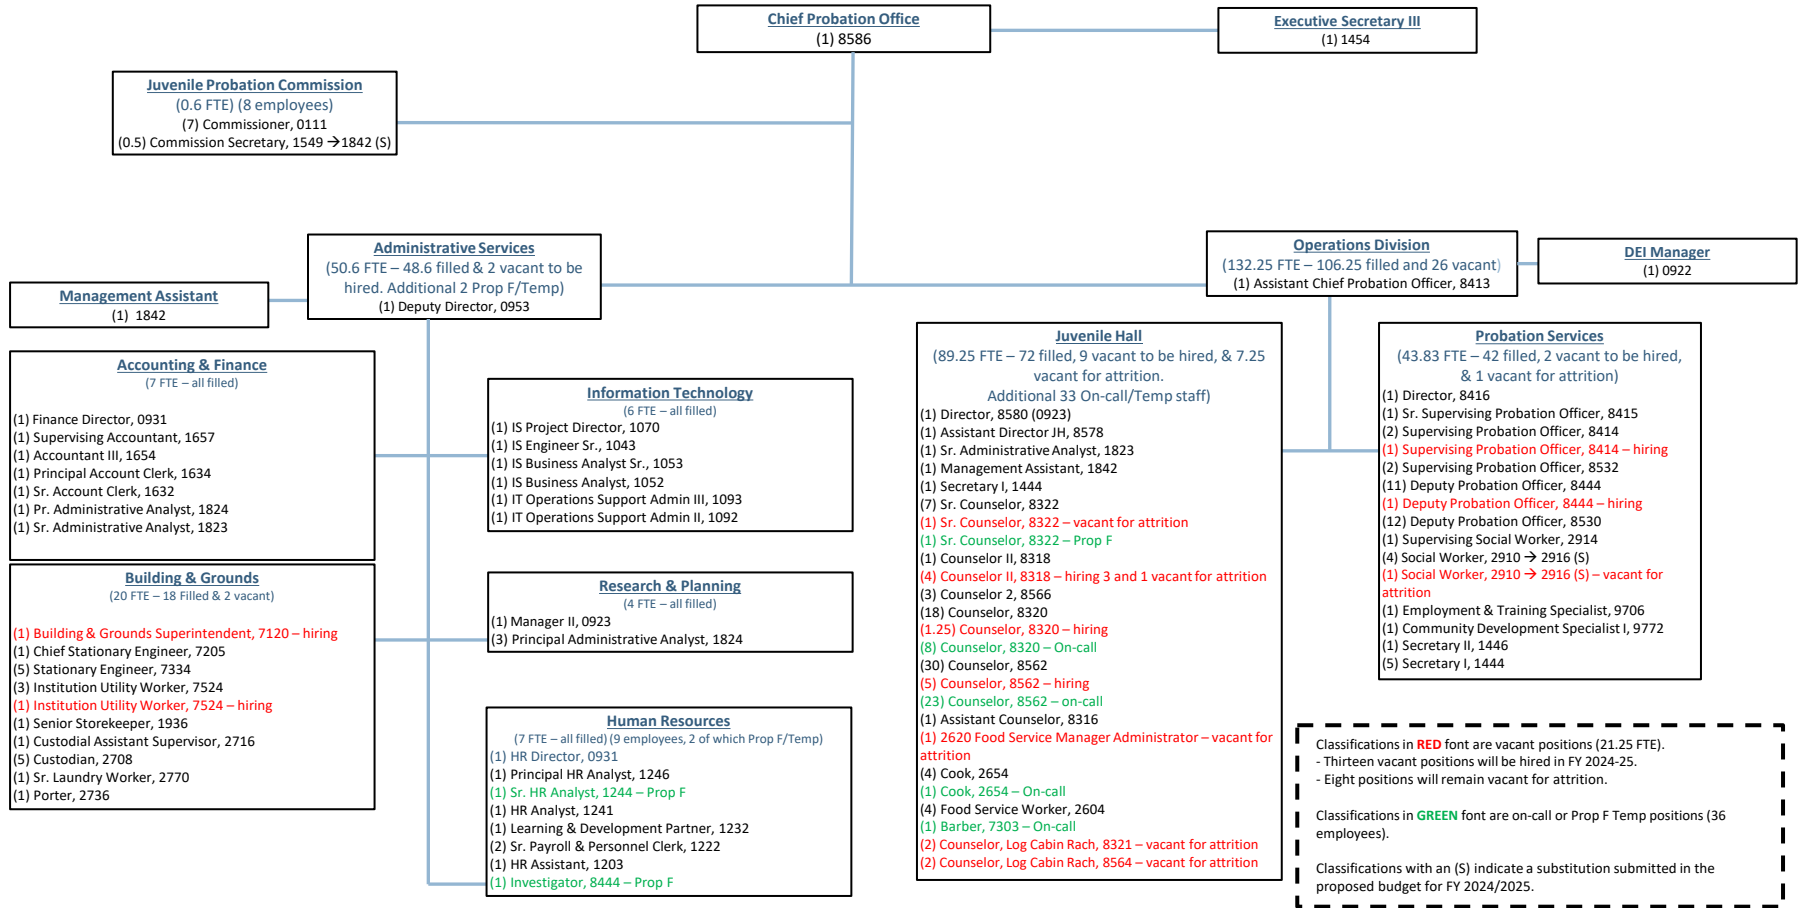 Chief Probation Office
(1) 8586
Executive Secretary III
(1) 1454
Juvenile Probation Commission
(0.6 FTE) (8 employees)
(7) Commissioner, 0111
(0.5) Commission Secretary, 1549 →1842 (S)
Administrative Services
(50.6 FTE – 48.6 filled & 2 vacant to be
hired. Additional 2 Prop F/Temp)
(1) Deputy Director, 0953
Operations Division
(132.25 FTE – 106.25 filled and 26 vacant)
(1) Assistant Chief Probation Officer, 8413
DEI Manager
(1) 0922
Management Assistant
(1) 1842
Accounting & Finance
(7 FTE – all filled)
(1) Finance Director, 0931
(1) Supervising Accountant, 1657
(1) Accountant III, 1654
(1) Principal Account Clerk, 1634
(1) Sr. Account Clerk, 1632
(1) Pr. Administrative Analyst, 1824
(1) Sr. Administrative Analyst, 1823
Building & Grounds
(20 FTE – 18 Filled & 2 vacant)
(1) Building & Grounds Superintendent, 7120 – hiring
(1) Chief Stationary Engineer, 7205
(5) Stationary Engineer, 7334
(3) Institution Utility Worker, 7524
(1) Institution Utility Worker, 7524 – hiring
(1) Senior Storekeeper, 1936
(1) Custodial Assistant Supervisor, 2716
(5) Custodian, 2708
(1) Sr. Laundry Worker, 2770
(1) Porter, 2736
Information Technology
(6 FTE – all filled)
(1) IS Project Director, 1070
(1) IS Engineer Sr., 1043
(1) IS Business Analyst Sr., 1053
(1) IS Business Analyst, 1052
(1) IT Operations Support Admin III, 1093
(1) IT Operations Support Admin II, 1092
Research & Planning
(4 FTE – all filled)
(1) Manager II, 0923
(3) Principal Administrative Analyst, 1824
Human Resources
(7 FTE – all filled) (9 employees, 2 of which Prop F/Temp)
(1) HR Director, 0931
(1) Principal HR Analyst, 1246
(1) Sr. HR Analyst, 1244 – Prop F
(1) HR Analyst, 1241
(1) Learning & Development Partner, 1232
(2) Sr. Payroll & Personnel Clerk, 1222
(1) HR Assistant, 1203
(1) Investigator, 8444 – Prop F
Juvenile Hall
(89.25 FTE – 72 filled, 9 vacant to be hired, & 7.25
vacant for attrition.
Additional 33 On-call/Temp staff)
(1) Director, 8580 (0923)
(1) Assistant Director JH, 8578
(1) Sr. Administrative Analyst, 1823
(1) Management Assistant, 1842
(1) Secretary I, 1444
(7) Sr. Counselor, 8322
(1) Sr. Counselor, 8322 – vacant for attrition
(1) Sr. Counselor, 8322 – Prop F
(1) Counselor II, 8318
(4) Counselor II, 8318 – hiring 3 and 1 vacant for attrition
(3) Counselor 2, 8566
(18) Counselor, 8320
(1.25) Counselor, 8320 – hiring
(8) Counselor, 8320 – On-call
(30) Counselor, 8562
(5) Counselor, 8562 – hiring
(23) Counselor, 8562 – on-call
(1) Assistant Counselor, 8316
(1) 2620 Food Service Manager Administrator – vacant for
attrition
(4) Cook, 2654
(1) Cook, 2654 – On-call
(4) Food Service Worker, 2604
(1) Barber, 7303 – On-call
(2) Counselor, Log Cabin Rach, 8321 – vacant for attrition
(2) Counselor, Log Cabin Rach, 8564 – vacant for attrition
Probation Services
(43.83 FTE – 42 filled, 2 vacant to be hired,
& 1 vacant for attrition)
(1) Director, 8416
(1) Sr. Supervising Probation Officer, 8415
(2) Supervising Probation Officer, 8414
(1) Supervising Probation Officer, 8414 – hiring
(2) Supervising Probation Officer, 8532
(11) Deputy Probation Officer, 8444
(1) Deputy Probation Officer, 8444 – hiring
(12) Deputy Probation Officer, 8530
(1) Supervising Social Worker, 2914
(4) Social Worker, 2910 → 2916 (S)
(1) Social Worker, 2910 → 2916 (S) – vacant for
attrition
(1) Employment & Training Specialist, 9706
(1) Community Development Specialist I, 9772
(1) Secretary II, 1446
(5) Secretary I, 1444
Classifications in RED font are vacant positions (21.25 FTE).
- Thirteen vacant positions will be hired in FY 2024-25.
- Eight positions will remain vacant for attrition.
Classifications in GREEN font are on-call or Prop F Temp positions (36
employees).
Classifications with an (S) indicate a substitution submitted in the
proposed budget for FY 2024/2025.